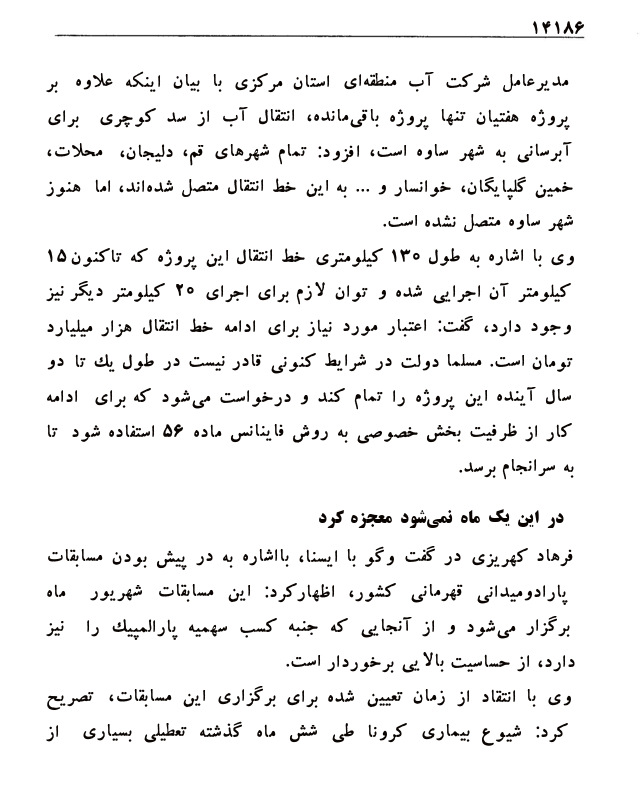 ۱۴۱۸۶
مدیرعامل شرکت آب منطقه‌ای استان مرکزی با بیان اینکه علاوه بر
پروژه هفتیان تنها پروژه باقی‌مانده، انتقال آب از سد کوچری برای
آبرسانی به شهر ساوه است، افزود: تمام شهرهای قم، دلیجان، محلات،
خمین گلپایگان، خوانسار و ... به این خط انتقال متصل شده‌اند، اما هنوز
شهر ساوه متصل نشده است.
وی با اشاره به طول ۱۳۰ کیلومتری خط انتقال این پروژه که تاکنون ۱۵
کیلومتر آن اجرایی شده و توان لازم برای اجرای ۲۰ کیلومتر دیگر نیز
وجود دارد، گفت: اعتبار مورد نیاز برای ادامه خط انتقال هزار میلیارد
تومان است. مسلما دولت در شرایط کنونی قادر نیست در طول یك تا دو
سال آینده این پروژه را تمام کند و درخواست می‌شود که برای ادامه
کار از ظرفیت بخش خصوصی به روش فاینانس ماده ۵۶ استفاده شود تا
به سرانجام برسد.
در این یک ماه نمی‌شود معجزه کرد
فرهاد کهریزی در گفت وگو با ایسنا، بااشاره به در پیش بودن مسابقات
پارادومیدانی قهرمانی کشور، اظهارکرد: این مسابقات شهریور ماه
برگزار می‌شود و از آنجایی که جنبه کسب سهمیه پارالمپیك را نیز
دارد، از حساسیت بالایی برخوردار است.
وی با انتقاد از زمان تعیین شده برای برگزاری این مسابقات، تصریح
کرد: شیوع بیماری کرونا طی شش ماه گذشته تعطیلی بسیاری از